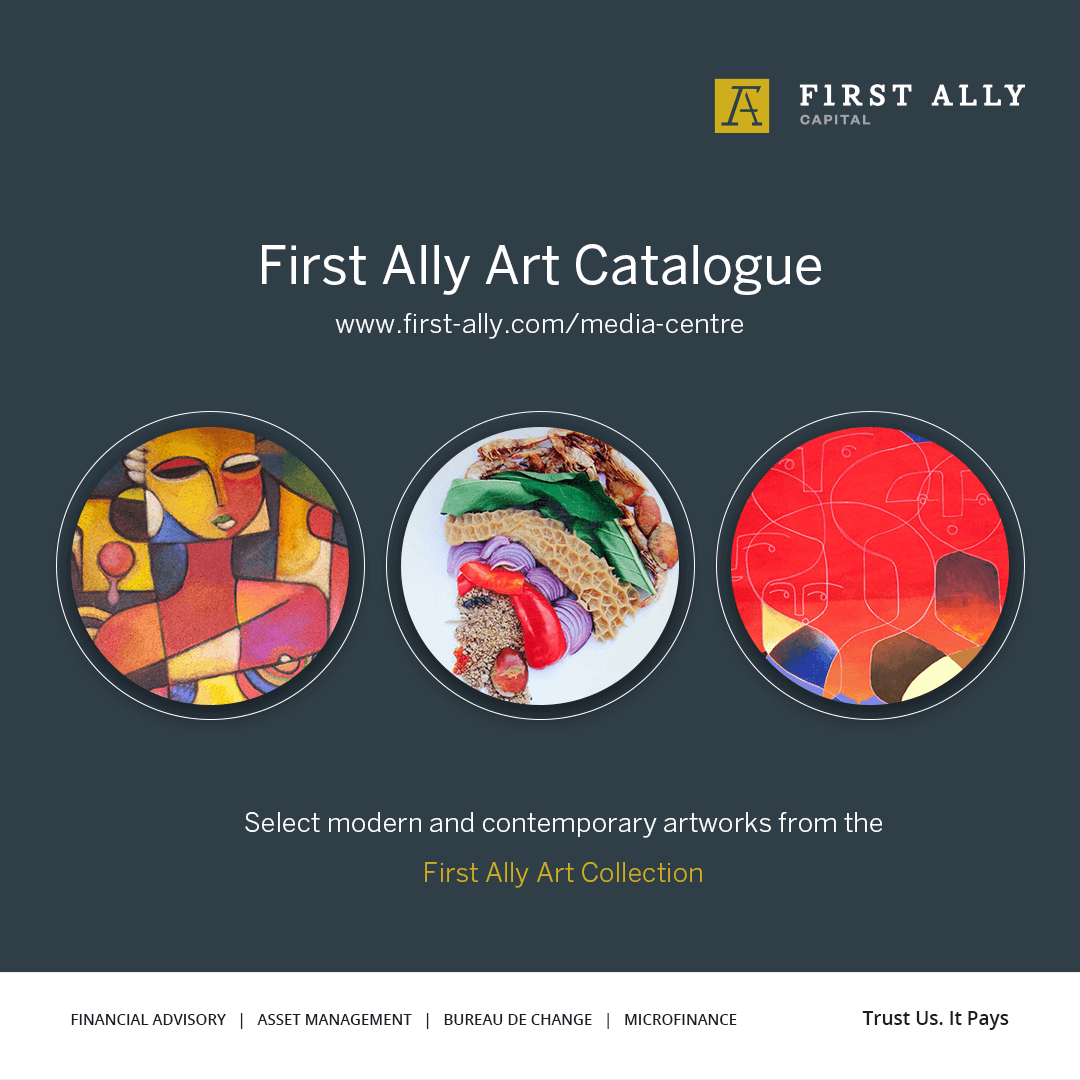 FA
FIRST ALLY
CAPITAL
First Ally Art Catalogue
www.first-ally.com/media-centre
Select modern and contemporary artworks from the
First Ally Art Collection
FINANCIAL ADVISORY | ASSET MANAGEMENT | BUREAU DE CHANGE | MICROFINANCE
Trust Us. It Pays